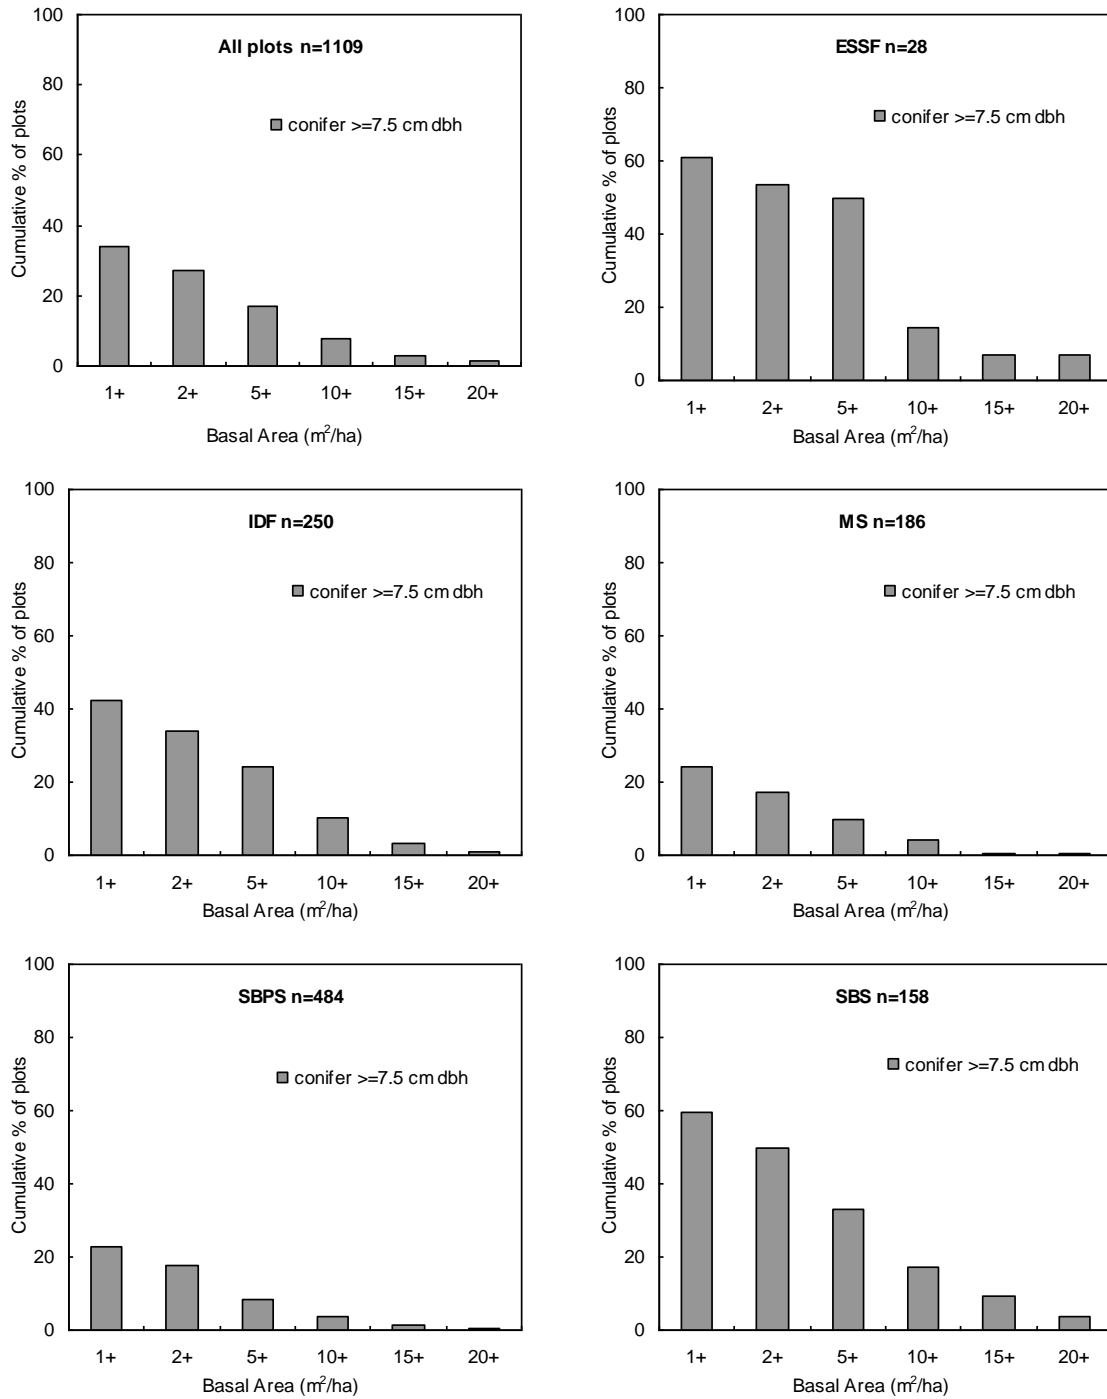 All plots n=1109
conifer >=7.5 cm dbh
Cumulative % of plots
100
80
60
40
20
0
1+ 2+ 5+ 10+ 15+ 20+
Basal Area (m²/ha)
ESSF n=28
conifer >=7.5 cm dbh
Cumulative % of plots
100
80
60
40
20
0
1+ 2+ 5+ 10+ 15+ 20+
Basal Area (m²/ha)
IDF n=250
conifer >=7.5 cm dbh
Cumulative % of plots
100
80
60
40
20
0
1+ 2+ 5+ 10+ 15+ 20+
Basal Area (m²/ha)
MS n=186
conifer >=7.5 cm dbh
Cumulative % of plots
100
80
60
40
20
0
1+ 2+ 5+ 10+ 15+ 20+
Basal Area (m²/ha)
SBPS n=484
conifer >=7.5 cm dbh
Cumulative % of plots
100
80
60
40
20
0
1+ 2+ 5+ 10+ 15+ 20+
Basal Area (m²/ha)
SBS n=158
conifer >=7.5 cm dbh
Cumulative % of plots
100
80
60
40
20
0
1+ 2+ 5+ 10+ 15+ 20+
Basal Area (m²/ha)